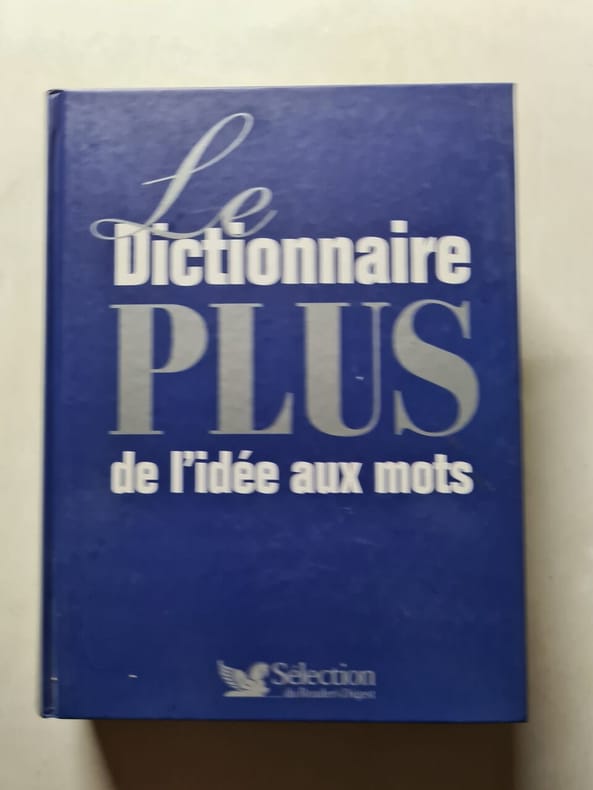 Le
Dictionnaire
PLUS
de l'idée aux mots
Sélection
du Reader's Digest